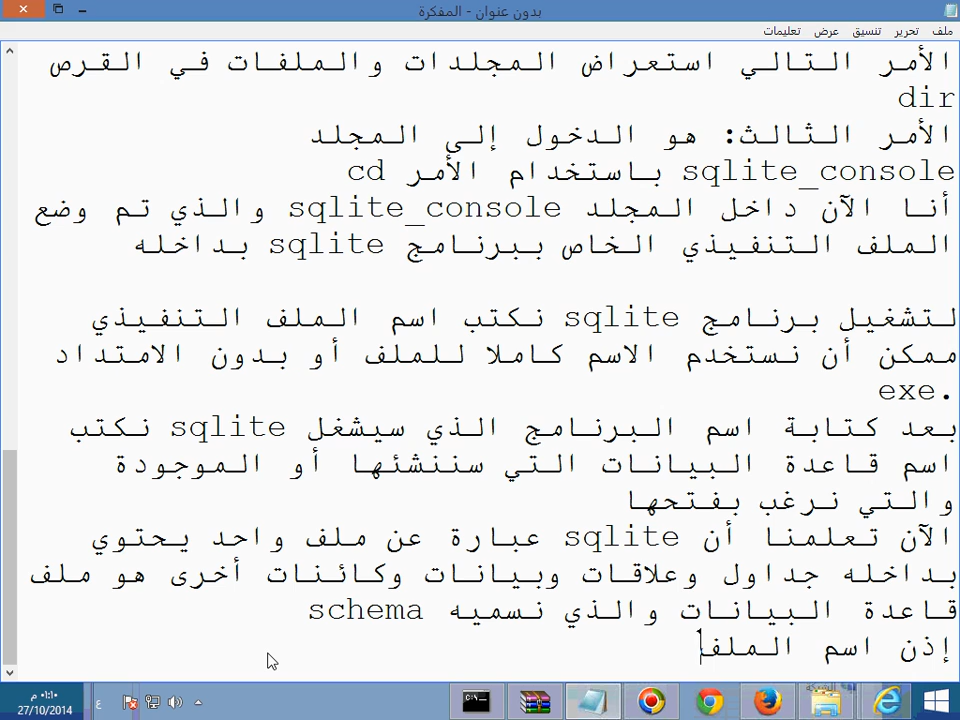 بدون عنوان - المفكرة
ملف تحرير تنسيق عرض تعليمات
الأمر التالي استعراض المجلدات والملفات في القرص
dir
الأمر الثالث: هو الدخول إلى المجلد
sqlite_console باستخدام الأمر cd
أنا الآن داخل المجلد sqlite_console والذي تم وضع
الملف التنفيذي الخاص ببرنامج sqlite بداخله
لتشغيل برنامج sqlite نكتب اسم الملف التنفيذي
ممكن أن نستخدم الاسم كاملا للملف أو بدون الامتداد
.exe
بعد كتابة اسم البرنامج الذي سيشغل sqlite نكتب
اسم قاعدة البيانات التي سننشئها أو الموجودة
والتي نرغب بفتحها
الآن تعلمنا أن sqlite عبارة عن ملف واحد يحتوي
بداخله جداول وعلاقات وبيانات وكائنات أخرى هو ملف
قاعدة البيانات والذي نسميه schema
إذن اسم الملف
ع
٠١:١٠ م
27/10/2014